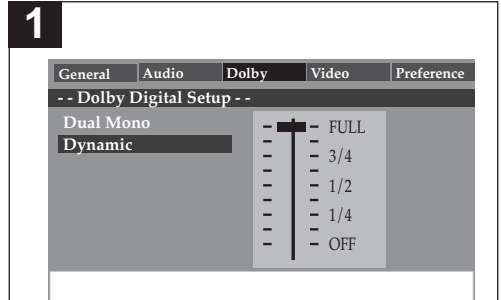 1
General Audio Dolby Video Preference
- - Dolby Digital Setup - -
Dual Mono
Dynamic
FULL
3/4
1/2
1/4
OFF